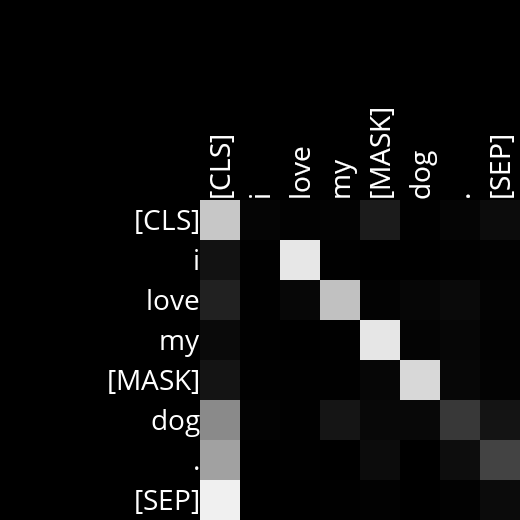 [CLS] i love my [MASK] dog . [SEP]
[CLS]
i
love
my
[MASK]
dog
.
[SEP]